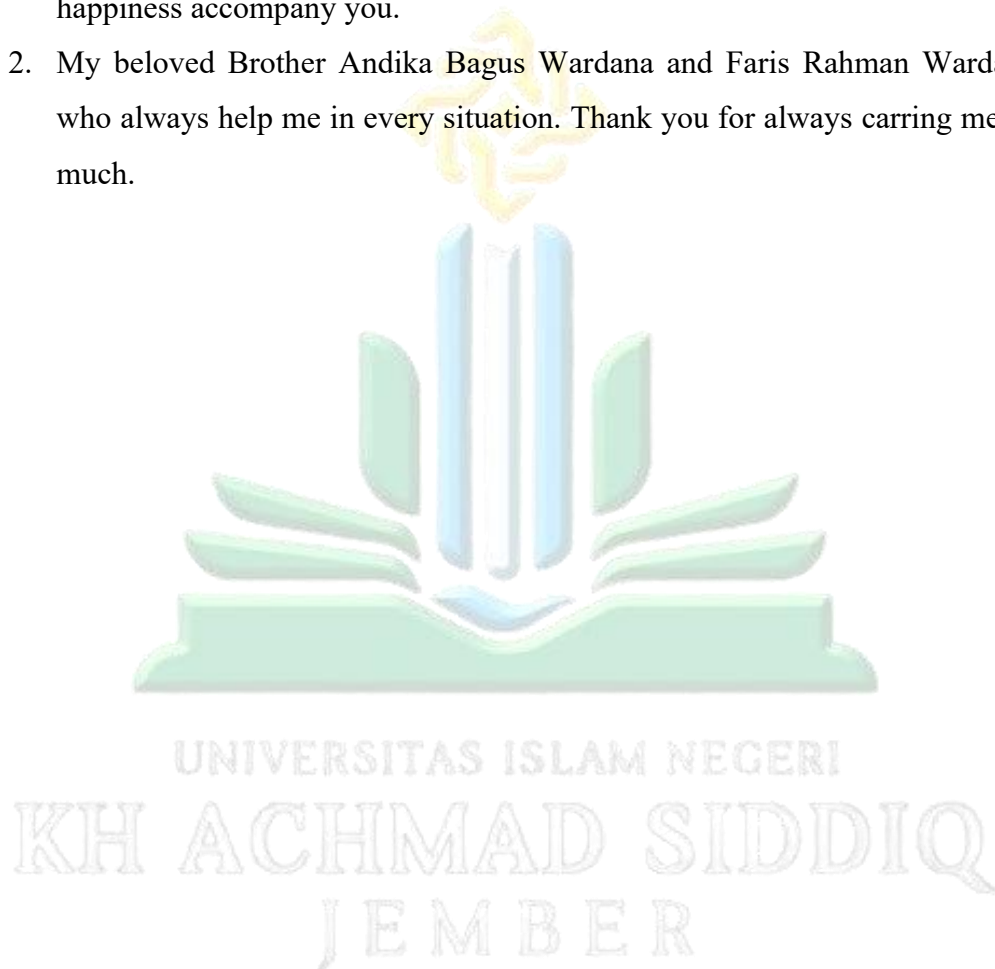 happiness accompany you.
2. My beloved Brother Andika Bagus Wardana and Faris Rahman
who always help me in every situation. Thank you for always carring me
much.
UNIVERSITAS ISLAM NEGERI
KH ACHMAD SIDDIQ
JEMBER